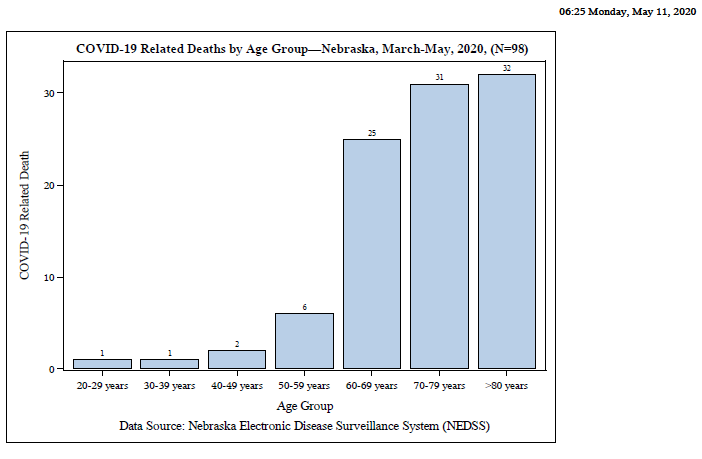 06:25 Monday, May 11, 2020
COVID-19 Related Deaths by Age Group—Nebraska, March-May, 2020, (N=98)
COVID-19 Related Death
30
20
10
0
1
1
2
6
25
31
32
20-29 years
30-39 years
40-49 years
50-59 years
60-69 years
70-79 years
>80 years
Age Group
Data Source: Nebraska Electronic Disease Surveillance System (NEDSS)